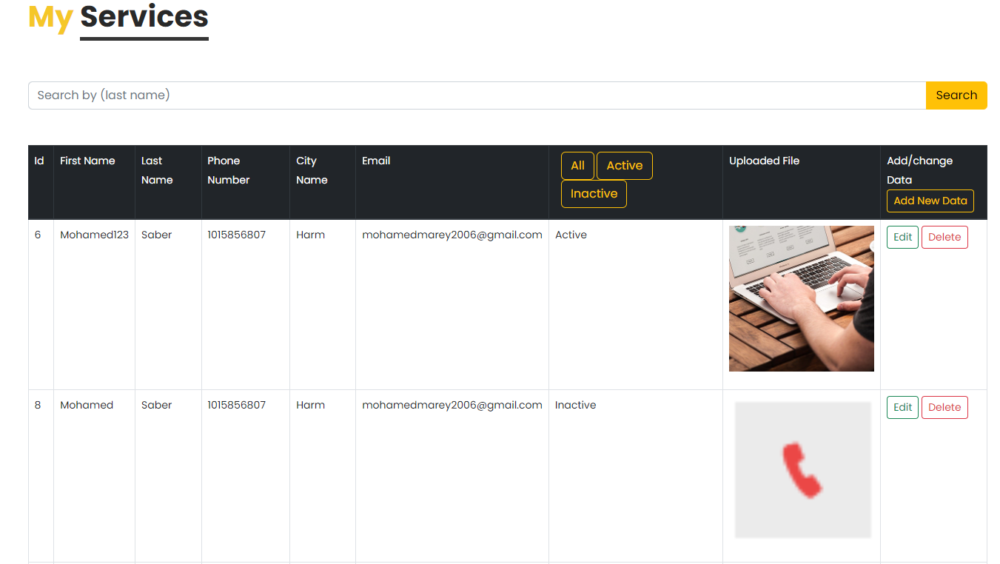 My Services
Search by (last name)
Search
Id
First Name
Last
Name
Phone
Number
City
Name
Email
All
Active
Inactive
Uploaded File
Add/change
Data
Add New Data
6
Mohamed123
Saber
1015856807
Harm
mohamedmarey2006@gmail.com
Active
Edit
Delete
8
Mohamed
Saber
1015856807
Harm
mohamedmarey2006@gmail.com
Inactive
Edit
Delete